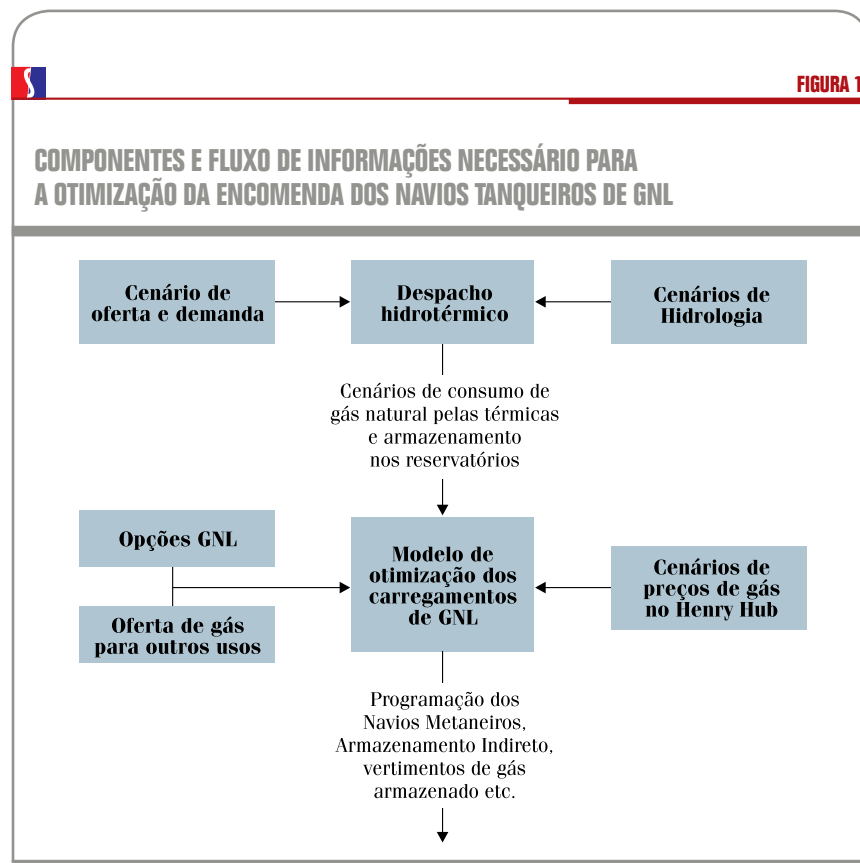 FIGURA 1
COMPONENTES E FLUXO DE INFORMAÇÕES NECESSÁRIO PARA
A OTIMIZAÇÃO DA ENCOMENDA DOS NAVIOS TANQUEIROS DE GNL
Cenário de
oferta e demanda
Despacho
hidrotérmico
Cenários de
Hidrologia
Cenários de consumo de
gás natural pelas térmicas
e armazenamento
nos reservatórios
Opções GNL
Oferta de gás
para outros usos
Modelo de
otimização dos
carregamentos
de GNL
Cenários de
preços de gás
no Henry Hub
Programação dos
Navios Metaneiros,
Armazenamento Indireto,
vertimentos de gás
armazenado etc.